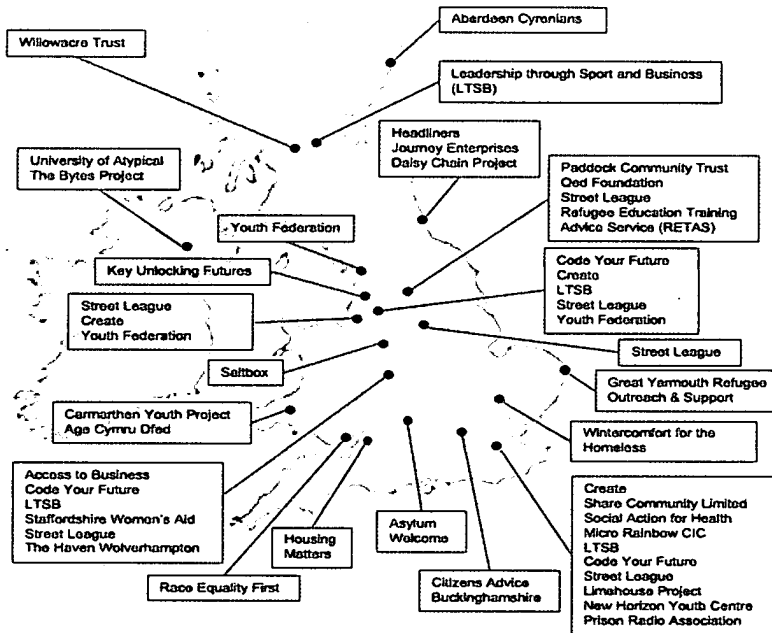 Aberdeen Cyrenians
Willowacre Trust
Leadership through Sport and Business
(LTSB)
Headliners
Journey Enterprises
Daisy Chain Project
University of Atypical
The Bytes Project
Paddock Community Trust
Qed Foundation
Street League
Refugee Education Training
Advice Service (RETAS)
Youth Federation
Key Unlocking Futures
Code Your Future
Create
LTSB
Street League
Youth Federation
Street League
Create
Youth Federation
Street League
Saltbox
Great Yarmouth Refugee
Outreach & Support
Carmarthen Youth Project
Age Cymru Dfed
Wintercomfort for the
Homeless
Access to Business
Code Your Future
LTSB
Staffordshire Women's Aid
Street League
The Haven Wolverhampton
Housing
Matters
Asylum
Welcome
Create
Share Community Limited
Social Action for Health
Micro Rainbow CIC
LTSB
Code Your Future
Street League
Limehouse Project
New Horizon Youth Centre
Prison Radio Association
Race Equality First
Citizens Advice
Buckinghamshire